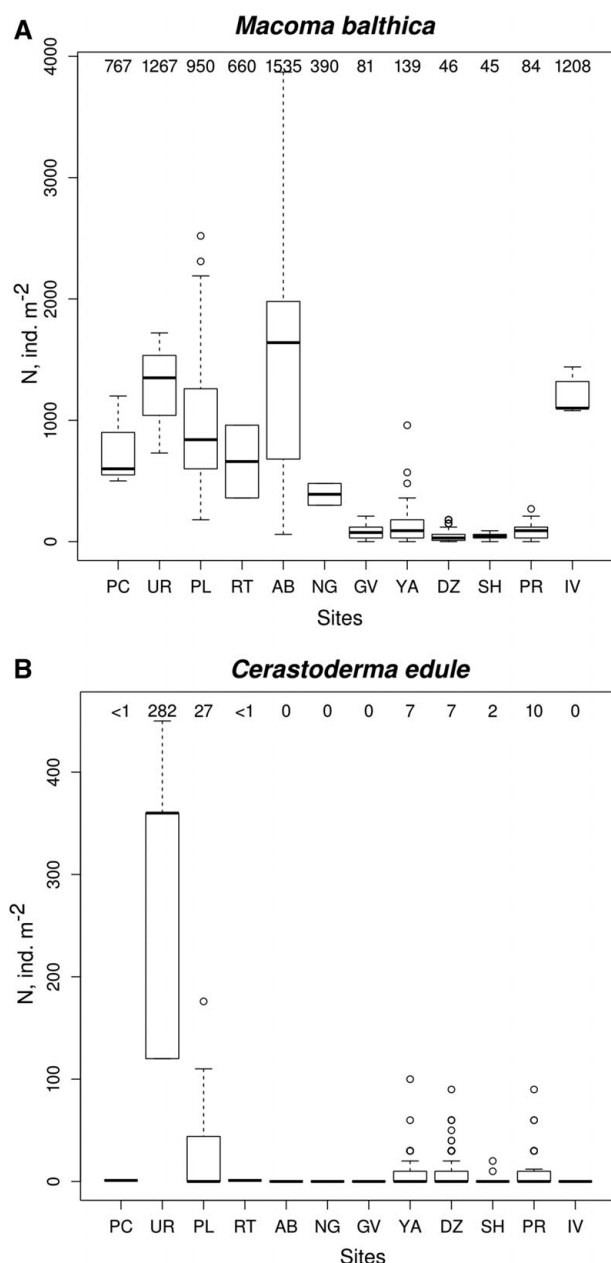 A
Macoma balthica
767 1267 950 660 1535 390 81 139 46 45 84 1208
4000
3000
2000
1000
0
N, ind. m-2
PC UR PL RT AB NG GV YA DZ SH PR IV
Sites
B
Cerastoderma edule
<1 282 27 <1 0 0 0 7 7 2 10 0
400
300
200
100
0
N, ind. m-2
PC UR PL RT AB NG GV YA DZ SH PR IV
Sites